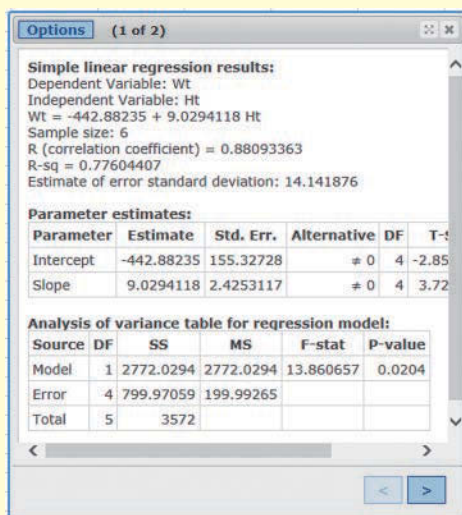 Options (1 of 2)
Simple linear regression results:
Dependent Variable: Wt
Independent Variable: Ht
Wt = -442.88235 + 9.0294118 Ht
Sample size: 6
R (correlation coefficient) = 0.88093363
R-sq = 0.77604407
Estimate of error standard deviation: 14.141876
Parameter estimates:
Parameter Estimate Std. Err. Alternative DF
Intercept -442.88235 155.32728 ≠ 0 4 -2.85
Slope 9.0294118 2.4253117 ≠ 0 4 3.72
Analysis of variance table for regression model:
Source DF SS MS F-stat P-value
Model 1 2772.0294 2772.0294 13.860657 0.0204
Error 4 799.97059 199.99265
Total 5 3572
< >